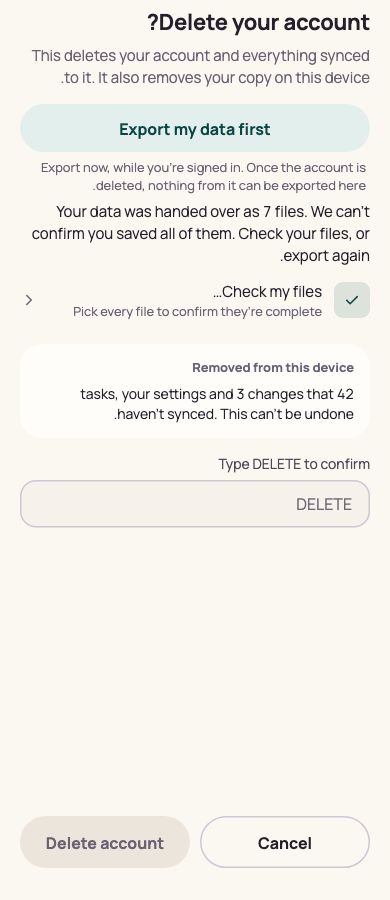 Delete your account?
This deletes your account and everything synced
to it. It also removes your copy on this device.
Export my data first
Export now, while you're signed in. Once the account is
deleted, nothing from it can be exported here.
Your data was handed over as 7 files. We can't
confirm you saved all of them. Check your files, or
export again.
Check my files…
Pick every file to confirm they're complete
Removed from this device
42 tasks, your settings and 3 changes that
haven't synced. This can't be undone.
Type DELETE to confirm
DELETE
Cancel
Delete account